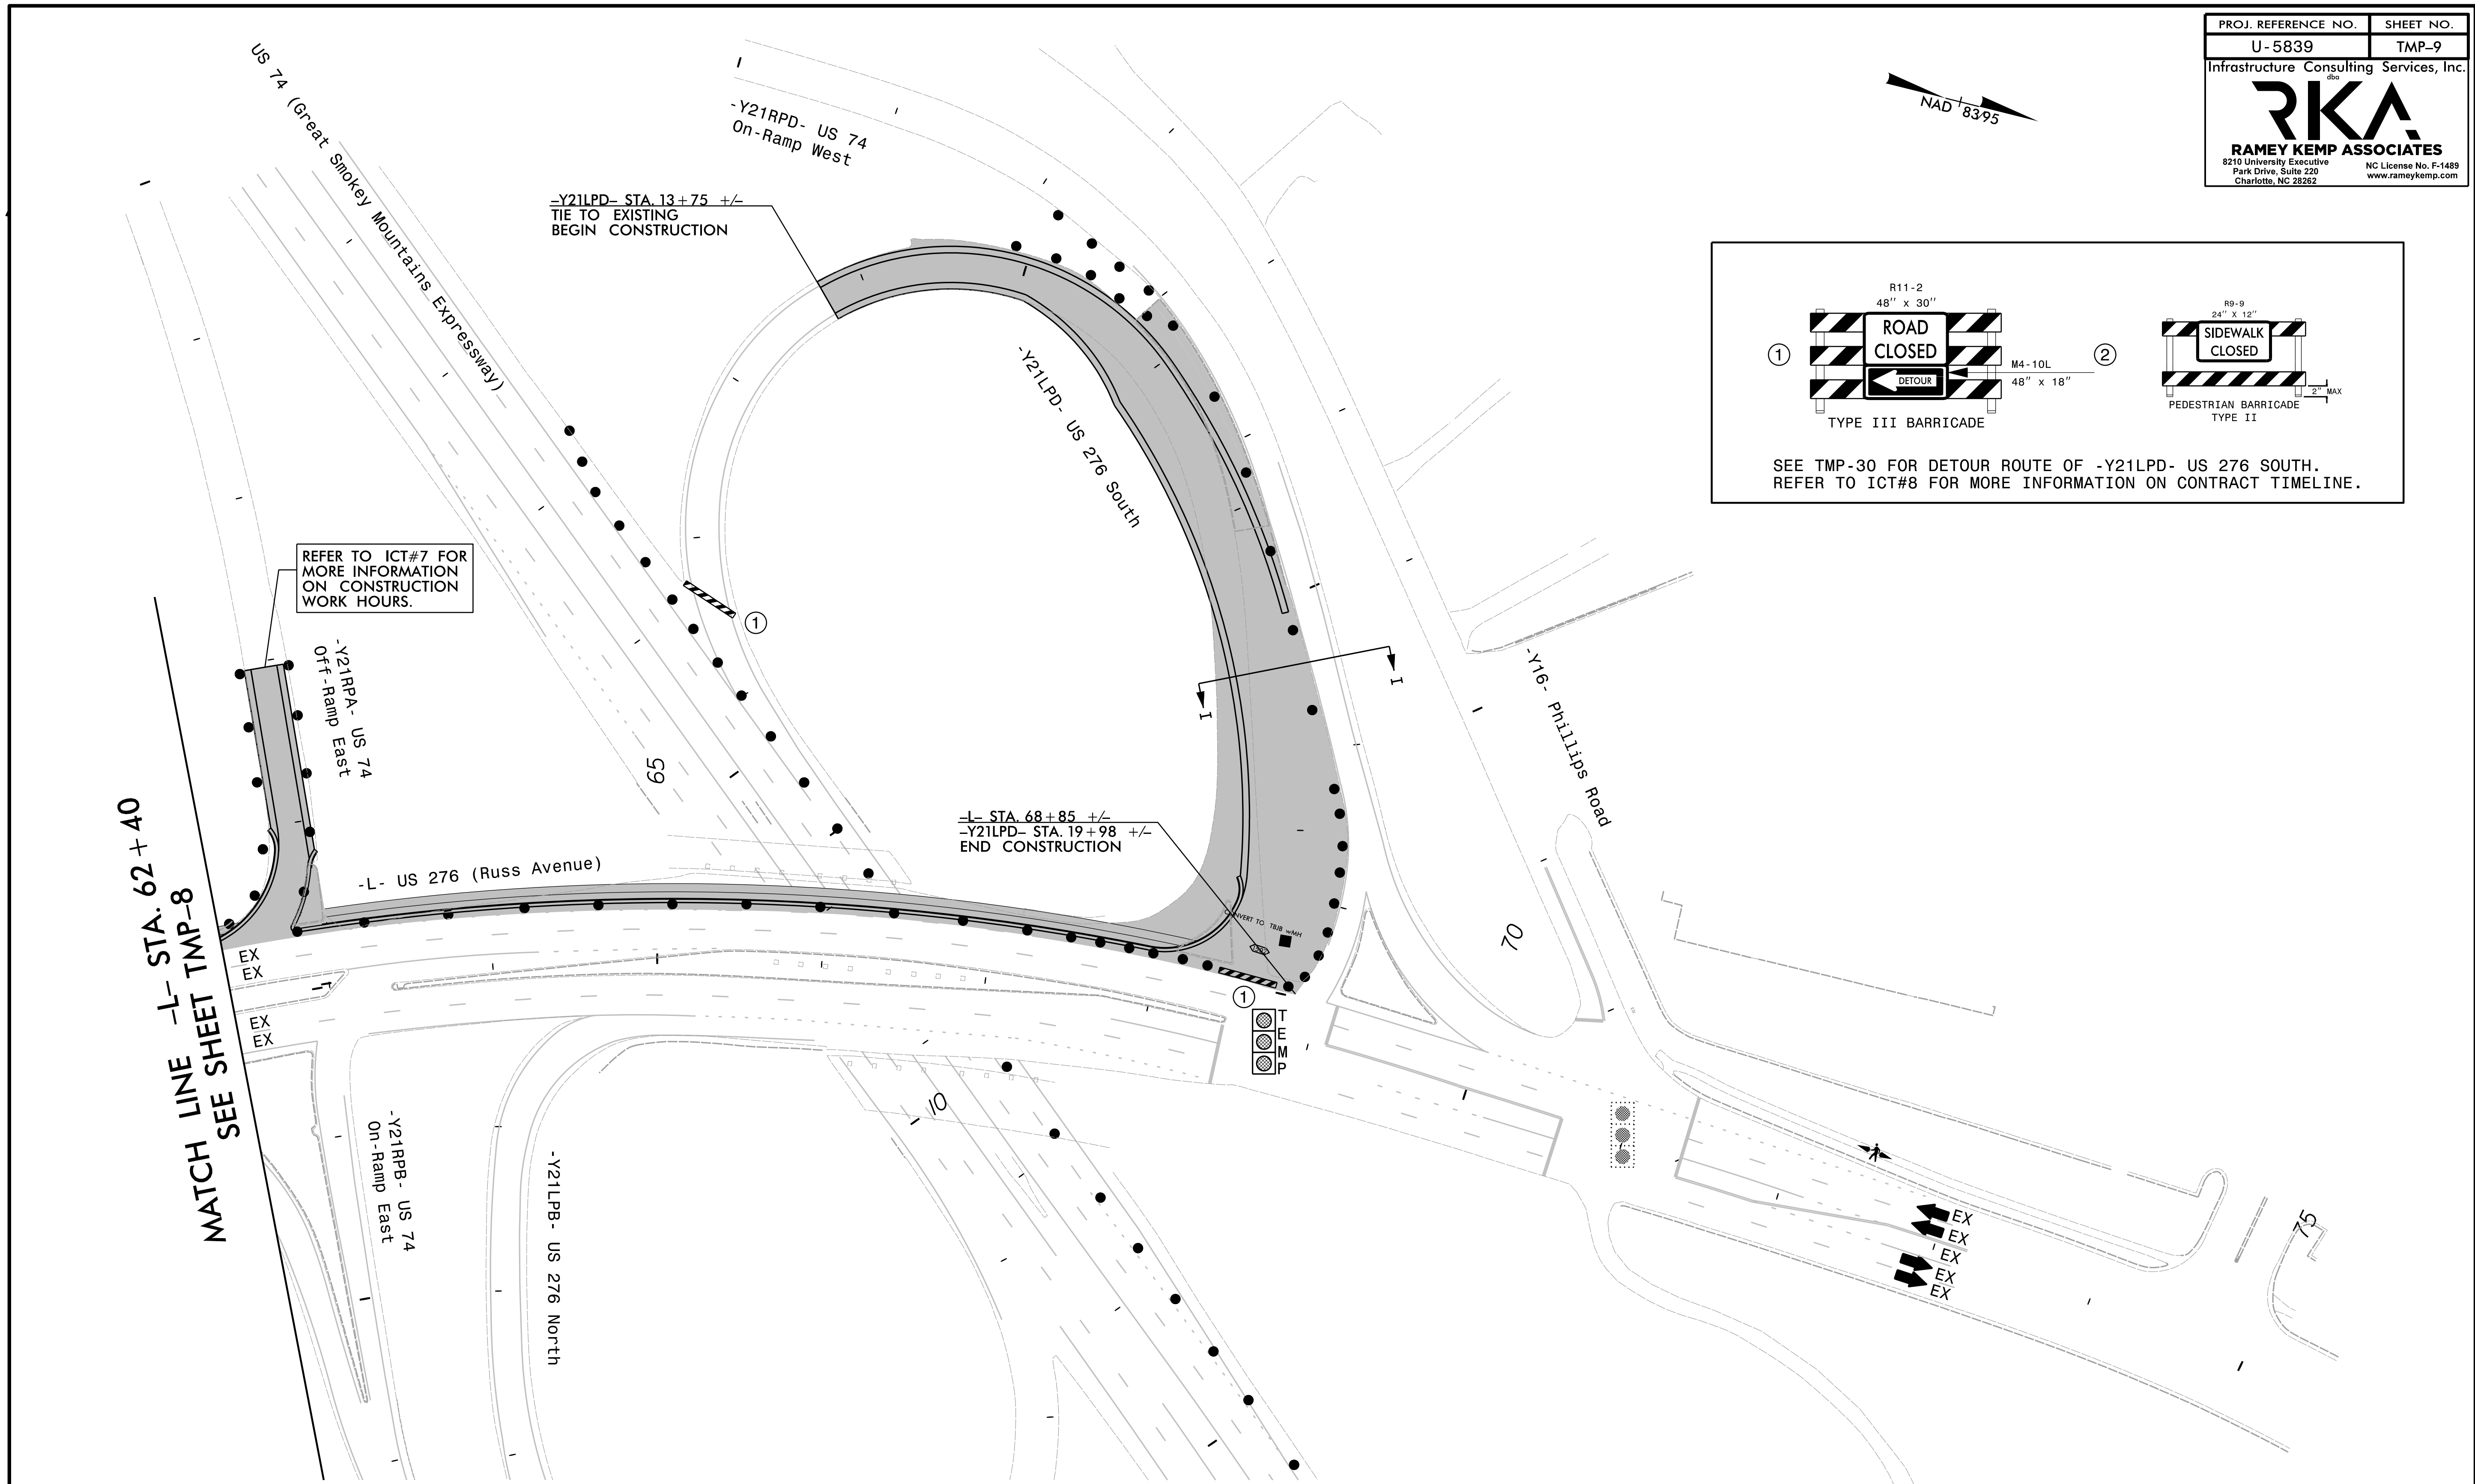 PROJ. REFERENCE NO. SHEET NO.
U-5839 TMP-9
Infrastructure Consulting Services, Inc.
dba
RKA
RAMEY KEMP ASSOCIATES
8210 University Executive
Park Drive, Suite 220
Charlotte, NC 28262
NC License No. F-1489
www.rameykemp.com
NAD 83/95
US 74 (Great Smokey Mountains Expressway)
-Y21RPD- US 74
On-Ramp West
-Y21LPD- STA. 13+75 +/-
TIE TO EXISTING
BEGIN CONSTRUCTION
R11-2
48" X 30"
ROAD
CLOSED
DETOUR
1
M4-10L
48" X 18"
TYPE III BARRICADE
2
R9-9
24" X 12"
SIDEWALK
CLOSED
2" MAX
PEDESTRIAN BARRICADE
TYPE II
SEE TMP-30 FOR DETOUR ROUTE OF -Y21LPD- US 276 SOUTH.
REFER TO ICT#8 FOR MORE INFORMATION ON CONTRACT TIMELINE.
-Y21LPD- US 276 South
REFER TO ICT#7 FOR
MORE INFORMATION
ON CONSTRUCTION
WORK HOURS.
1
-Y21RPA- US 74
Off-Ramp East
I
I
-Y16- Phillips Road
65
-L- STA. 68+85 +/-
-Y21LPD- STA. 19+98 +/-
END CONSTRUCTION
MATCH LINE -L- STA. 62+40
SEE SHEET TMP-8
-L- US 276 (Russ Avenue)
TO TBJB w/MH
70
EX
EX
1
TEMP
EX
EX
10
-Y21RPB- US 74
On-Ramp East
-Y21LPB- US 276 North
EX
EX
EX
EX
EX
75